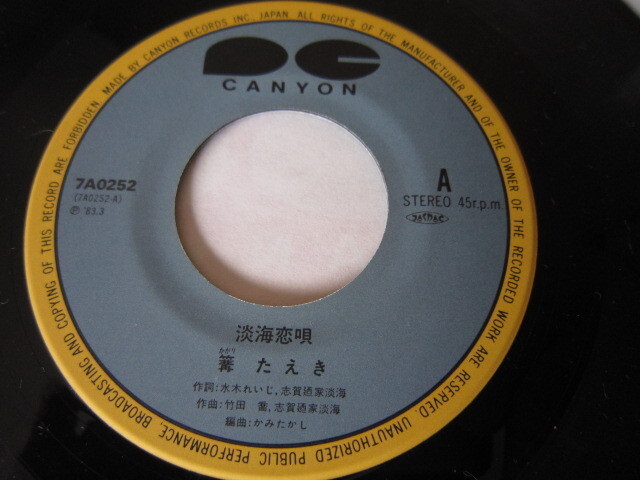 MADE BY CANYON RECORDS INC. JAPAN. ALL RIGHTS OF THE MANUFACTURER AND OF THE OWNER OF THE RECORDED WORK ARE RESERVED. UNAUTHORIZED PUBLIC PERFORMANCE, BROADCASTING AND COPYING OF THIS RECORD ARE FORBIDDEN.
CANYON
7A0252
(7A0252-A)
Ⓟ '83.3
A
STEREO 45r.p.m.
淡海恋唄
かがり
篝 たえき
作詞:水木れいじ,志賀廼家淡海
作曲:竹田 喬,志賀廼家淡海
編曲:かみたかし